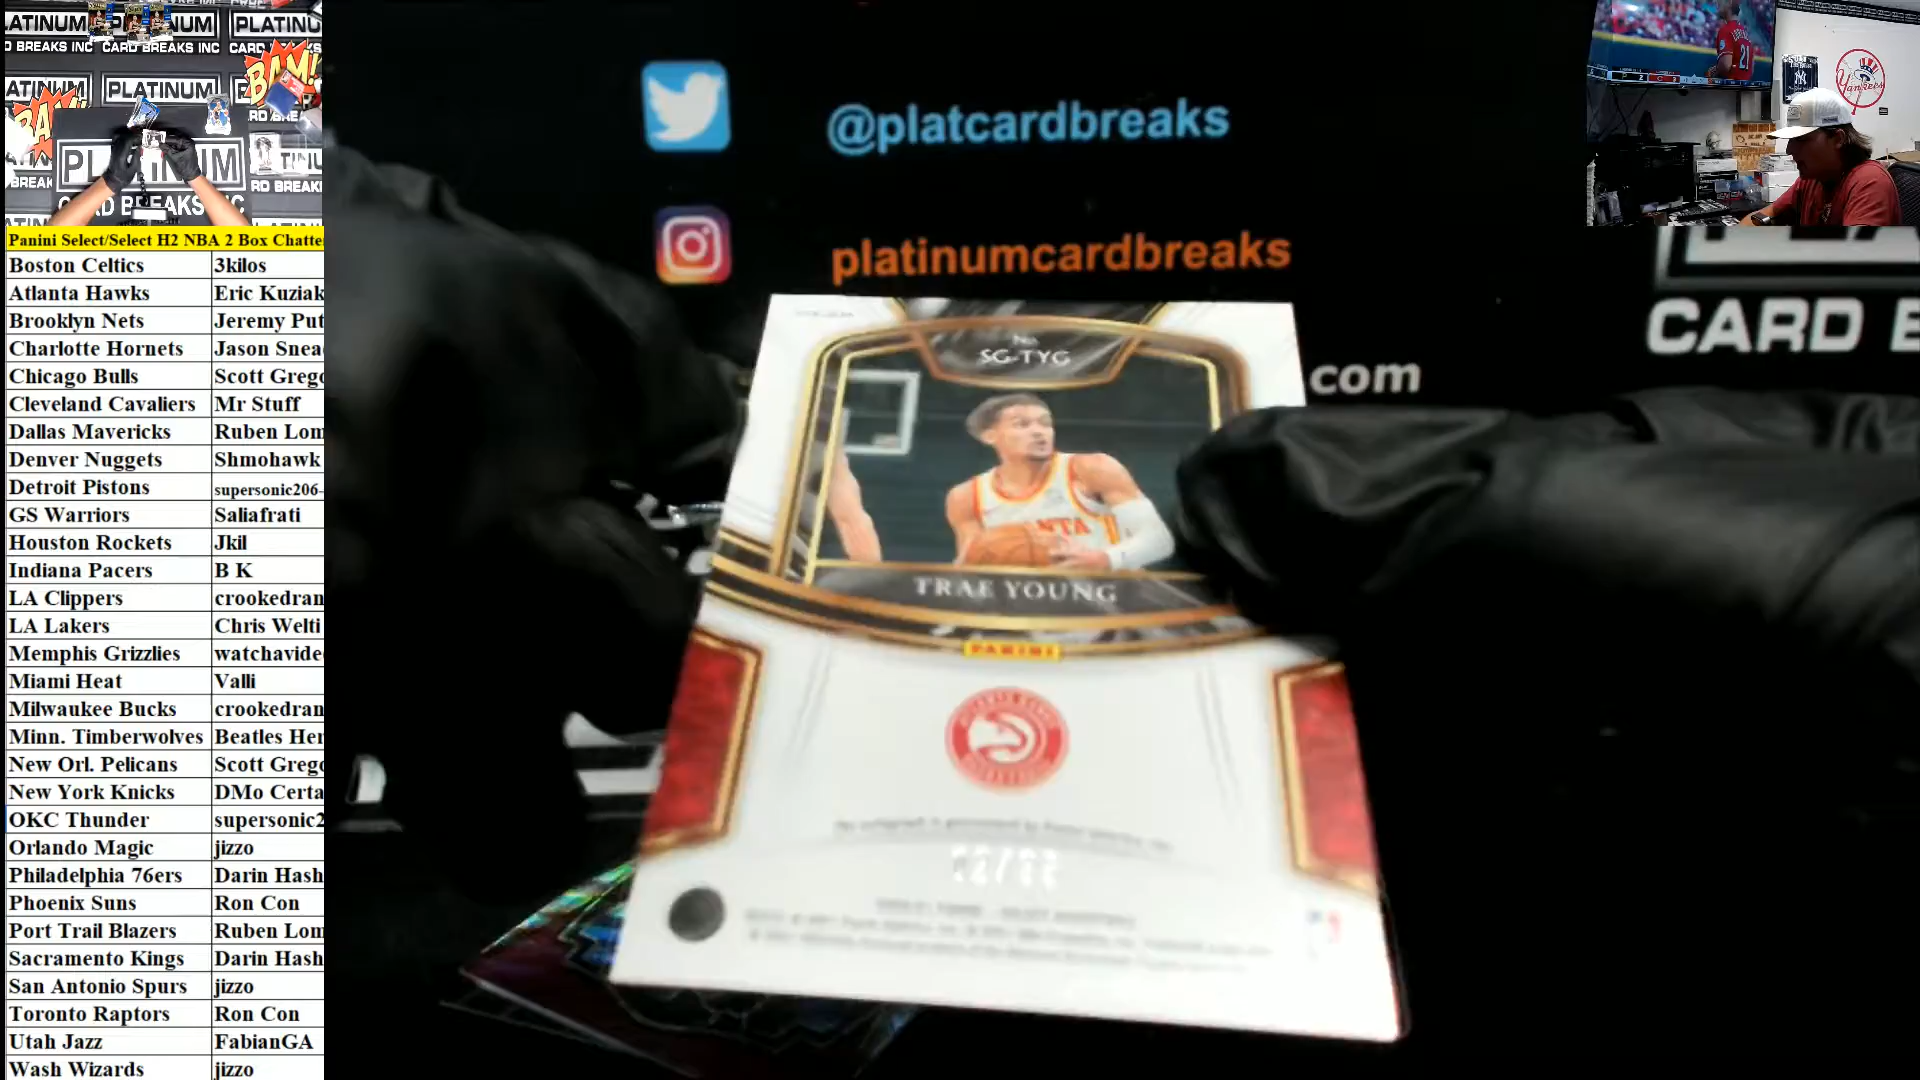 PLATINUM
CARD BREAKS INC
PLATINUM
PLATINUM
CARD BREAKS INC
BAM!
Panini Select/Select H2 NBA 2 Box Chatte
Boston Celtics 3kilos
Atlanta Hawks Eric Kuziak
Brooklyn Nets Jeremy Put
Charlotte Hornets Jason Snea
Chicago Bulls Scott Grego
Cleveland Cavaliers Mr Stuff
Dallas Mavericks Ruben Lom
Denver Nuggets Shmohawk
Detroit Pistons supersonic206-
GS Warriors Saliafrati
Houston Rockets Jkil
Indiana Pacers B K
LA Clippers crookedran
LA Lakers Chris Welti
Memphis Grizzlies watchavide
Miami Heat Valli
Milwaukee Bucks crookedran
Minn. Timberwolves Beatles Her
New Orl. Pelicans Scott Grego
New York Knicks DMo Certa
OKC Thunder supersonic2
Orlando Magic jizzo
Philadelphia 76ers Darin Hash
Phoenix Suns Ron Con
Port Trail Blazers Ruben Lom
Sacramento Kings Darin Hash
San Antonio Spurs jizzo
Toronto Raptors Ron Con
Utah Jazz FabianGA
Wash Wizards jizzo
@platcardbreaks
platinumcardbreaks
.com
No.
SG-TYG
TRAE YOUNG
PANINI
CARD B
21
Yankees